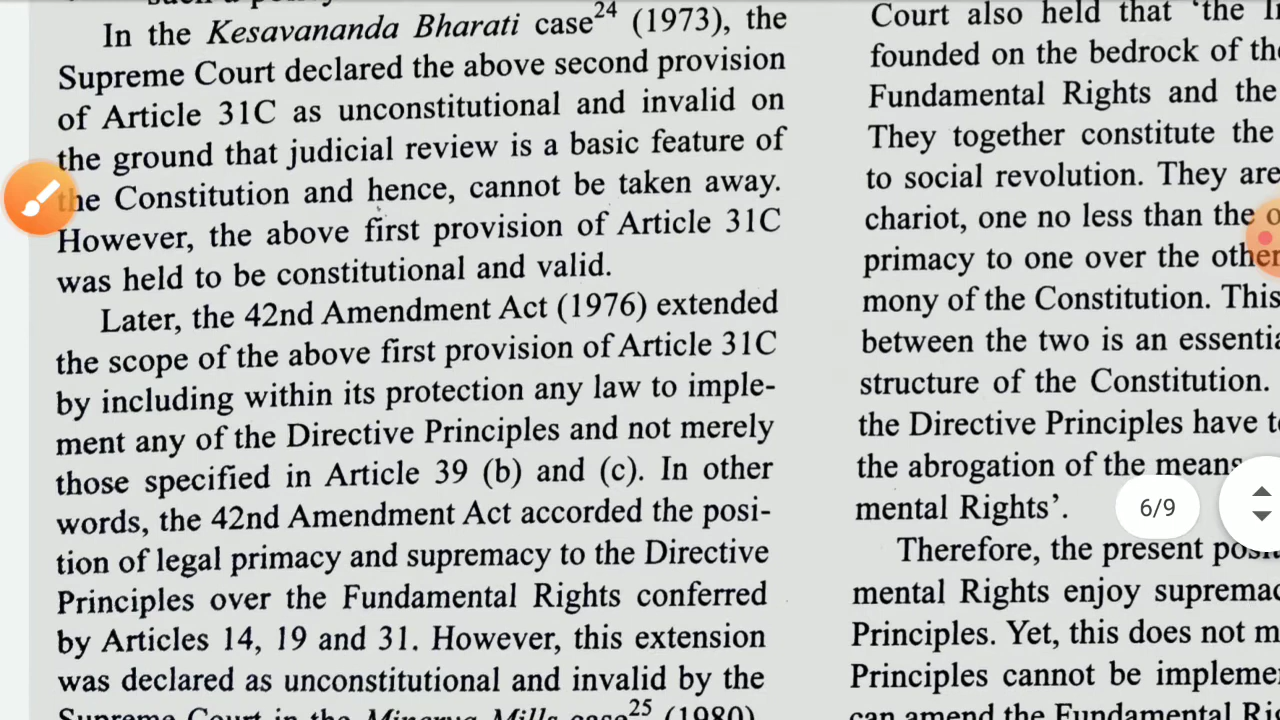 In the Kesavananda Bharati case24 (1973), the
Supreme Court declared the above second provision
of Article 31C as unconstitutional and invalid on
the ground that judicial review is a basic feature of
the Constitution and hence, cannot be taken away.
However, the above first provision of Article 31C
was held to be constitutional and valid.
Later, the 42nd Amendment Act (1976) extended
the scope of the above first provision of Article 31C
by including within its protection any law to imple-
ment any of the Directive Principles and not merely
those specified in Article 39 (b) and (c). In other
words, the 42nd Amendment Act accorded the posi-
tion of legal primacy and supremacy to the Directive
Principles over the Fundamental Rights conferred
by Articles 14, 19 and 31. However, this extension
was declared as unconstitutional and invalid by the
Supreme Court in the Minerva Mills case25 (1980)
Court also held that 'the
founded on the bedrock of
Fundamental Rights and the
They together constitute the
to social revolution. They are
chariot, one no less than the
primacy to one over the other
mony of the Constitution. This
between the two is an
structure of the Constitution.
the Directive Principles have
the abrogation of the means
mental Rights'.
Therefore, the present
mental Rights enjoy
Principles. Yet, this does not
Principles cannot be
can amend the Fundamental
6/9